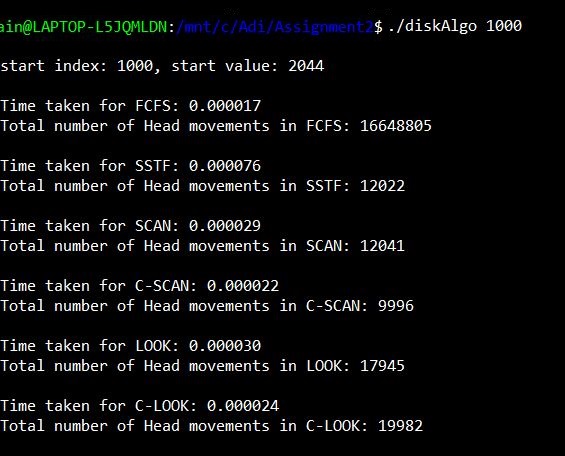 ain@LAPTOP-L5JQMLDN:/mnt/c/Adi/Assignment2$ ./diskAlgo 1000
start index: 1000, start value: 2044
Time taken for FCFS: 0.000017
Total number of Head movements in FCFS: 16648805
Time taken for SSTF: 0.000076
Total number of Head movements in SSTF: 12022
Time taken for SCAN: 0.000029
Total number of Head movements in SCAN: 12041
Time taken for C-SCAN: 0.000022
Total number of Head movements in C-SCAN: 9996
Time taken for LOOK: 0.000030
Total number of Head movements in LOOK: 17945
Time taken for C-LOOK: 0.000024
Total number of Head movements in C-LOOK: 19982